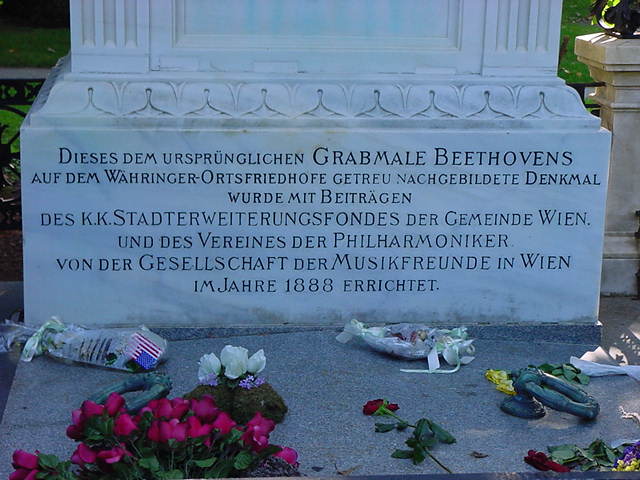 Dieses dem ursprünglichen Grabmale Beethovens
auf dem Währinger-Ortsfriedhofe getreu nachgebildete Denkmal
wurde mit Beiträgen
des k.k. Stadterweiterungsfondes der Gemeinde Wien.
und des Vereines der Philharmoniker
von der Gesellschaft der Musikfreunde in Wien
im Jahre 1888 errichtet.